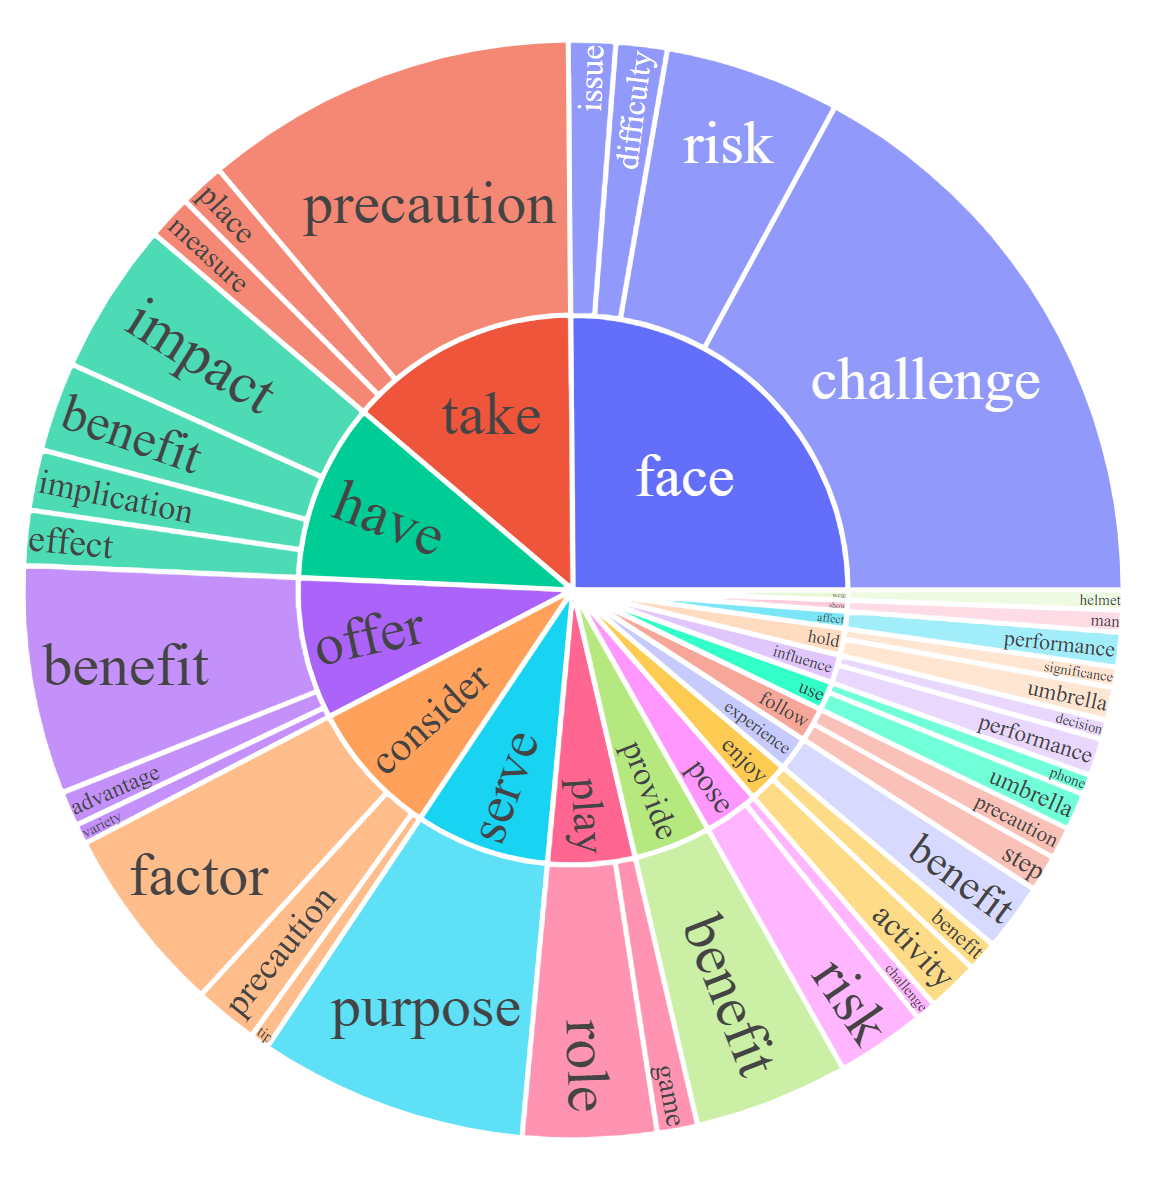 face
issue
difficulty
risk
challenge
take
precaution
place
measure
have
impact
benefit
implication
effect
offer
benefit
advantage
variety
consider
factor
precaution
tip
serve
purpose
play
role
game
provide
benefit
pose
risk
challenge
enjoy
activity
benefit
experience
benefit
follow
step
precaution
use
umbrella
phone
influence
performance
decision
hold
umbrella
significance
affect
performance
show
man
wear
helmet